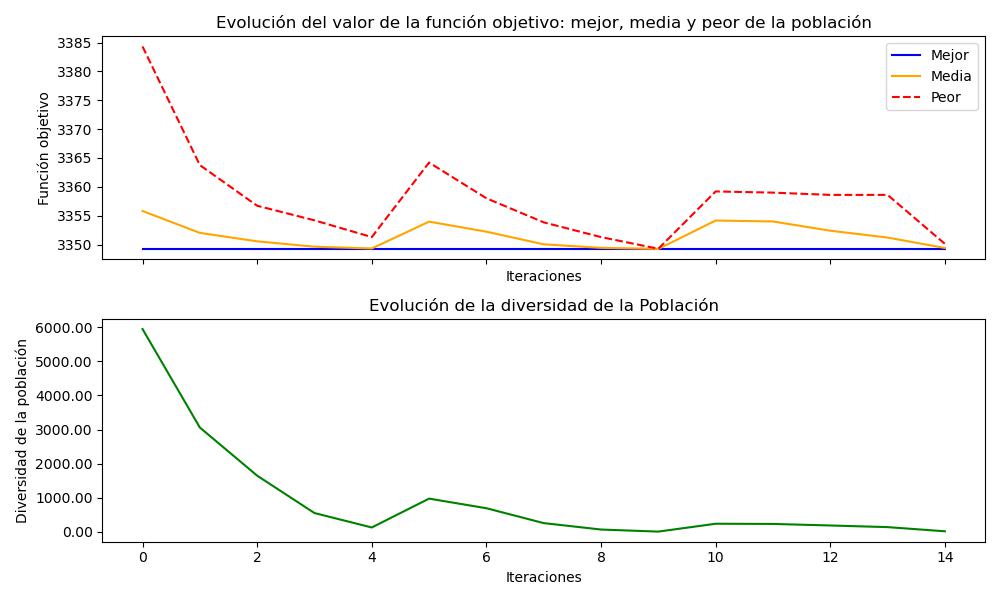 Evolución del valor de la función objetivo: mejor, media y peor de la población
Función objetivo
3385
3380
3375
3370
3365
3360
3355
3350
Mejor
Media
Peor
Iteraciones
Evolución de la diversidad de la Población
Diversidad de la población
6000.00
5000.00
4000.00
3000.00
2000.00
1000.00
0.00
0 2 4 6 8 10 12 14
Iteraciones